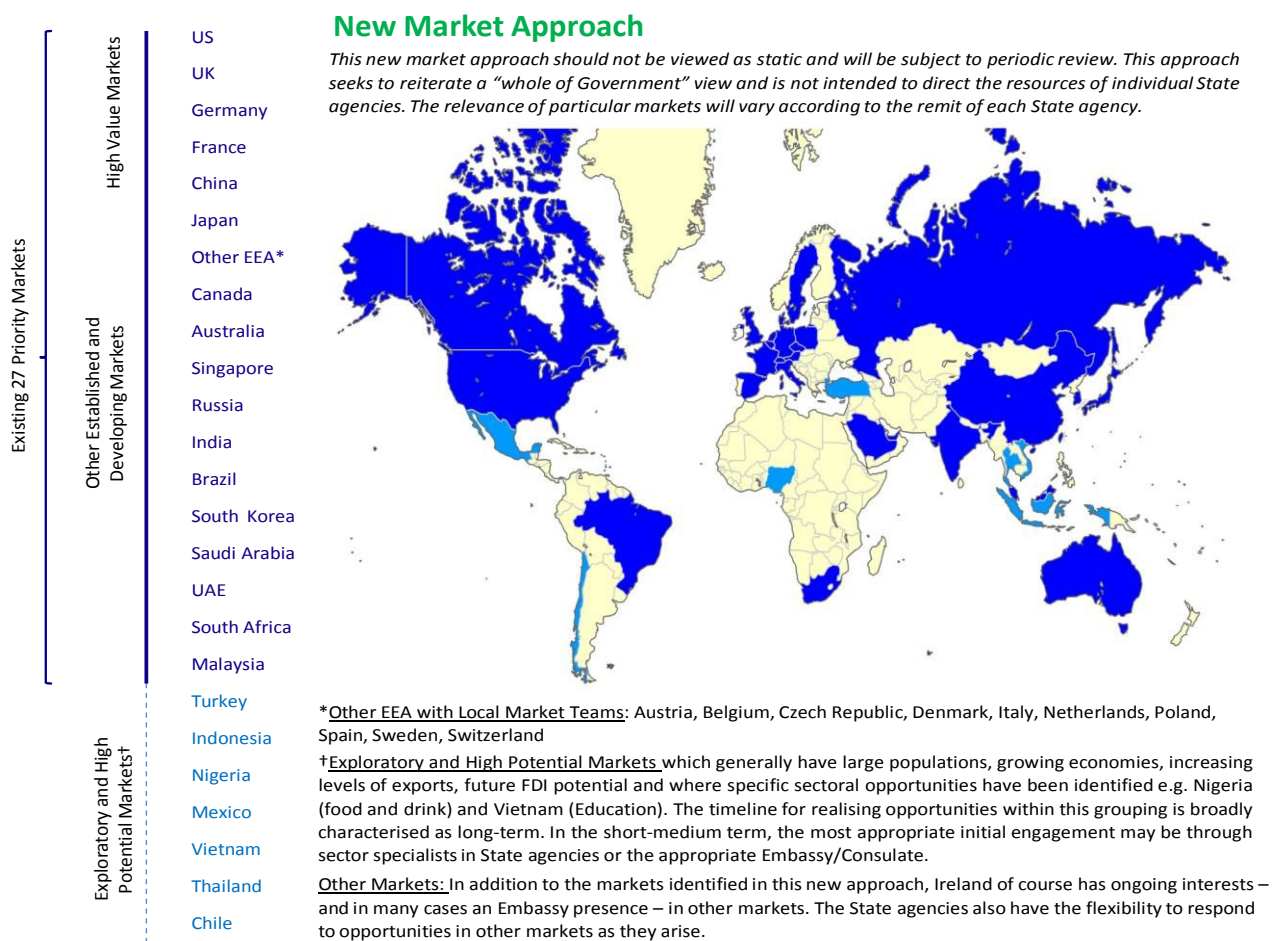 New Market Approach
This new market approach should not be viewed as static and will be subject to periodic review. This approach
seeks to reiterate a “whole of Government” view and is not intended to direct the resources of individual State
agencies. The relevance of particular markets will vary according to the remit of each State agency.
Existing 27 Priority Markets
High Value Markets
US
UK
Germany
France
China
Japan
Other Established and
Developing Markets
Other EEA*
Canada
Australia
Singapore
Russia
India
Brazil
South Korea
Saudi Arabia
UAE
South Africa
Malaysia
Exploratory and High
Potential Markets†
Turkey
Indonesia
Nigeria
Mexico
Vietnam
Thailand
Chile
*Other EEA with Local Market Teams: Austria, Belgium, Czech Republic, Denmark, Italy, Netherlands, Poland,
Spain, Sweden, Switzerland
†Exploratory and High Potential Markets which generally have large populations, growing economies, increasing
levels of exports, future FDI potential and where specific sectoral opportunities have been identified e.g. Nigeria
(food and drink) and Vietnam (Education). The timeline for realising opportunities within this grouping is broadly
characterised as long-term. In the short-medium term, the most appropriate initial engagement may be through
sector specialists in State agencies or the appropriate Embassy/Consulate.
Other Markets: In addition to the markets identified in this new approach, Ireland of course has ongoing interests –
and in many cases an Embassy presence – in other markets. The State agencies also have the flexibility to respond
to opportunities in other markets as they arise.